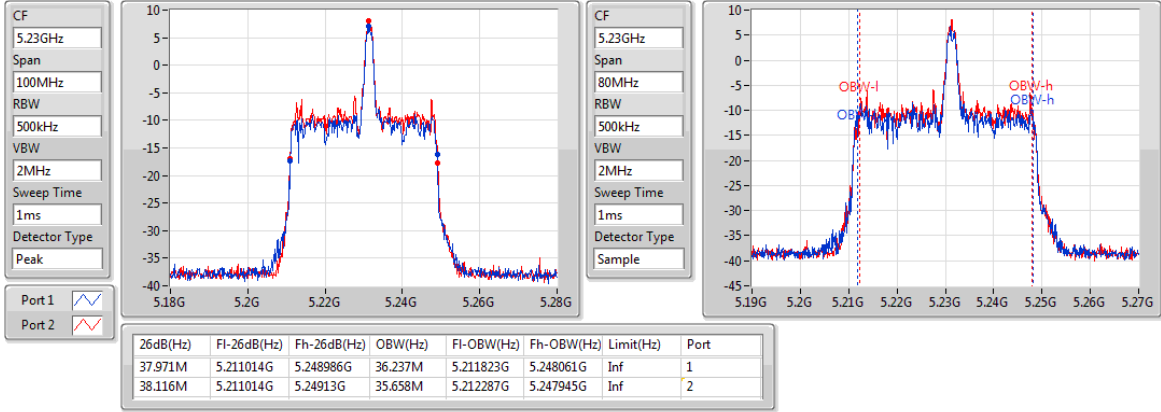 CF
5.23GHz
Span
100MHz
RBW
500kHz
VBW
2MHz
Sweep Time
1ms
Detector Type
Peak
Port 1
Port 2
10
5
0
-5
-10
-15
-20
-25
-30
-35
-40
5.18G 5.2G 5.22G 5.24G 5.26G 5.28G
CF
5.23GHz
Span
80MHz
RBW
500kHz
VBW
2MHz
Sweep Time
1ms
Detector Type
Sample
10
5
0
-5
-10
-15
-20
-25
-30
-35
-40
-45
OBW-l OBW-h
OBW OBW-h
5.19G 5.2G 5.21G 5.22G 5.23G 5.24G 5.25G 5.26G 5.27G
26dB(Hz) Fl-26dB(Hz) Fh-26dB(Hz) OBW(Hz) Fl-OBW(Hz) Fh-OBW(Hz) Limit(Hz) Port
37.971M 5.211014G 5.248986G 36.237M 5.211823G 5.248061G Inf 1
38.116M 5.211014G 5.24913G 35.658M 5.212287G 5.247945G Inf 2